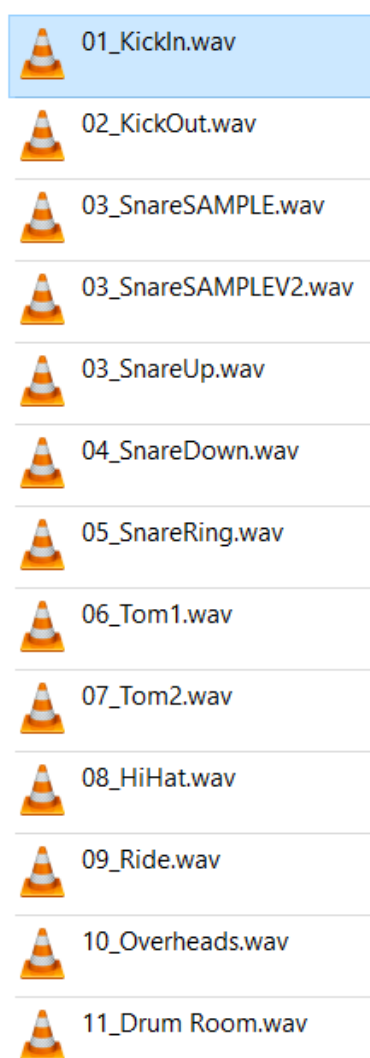 01_KickIn.wav
02_KickOut.wav
03_SnareSAMPLE.wav
03_SnareSAMPLEV2.wav
03_SnareUp.wav
04_SnareDown.wav
05_SnareRing.wav
06_Tom1.wav
07_Tom2.wav
08_HiHat.wav
09_Ride.wav
10_Overheads.wav
11_Drum Room.wav